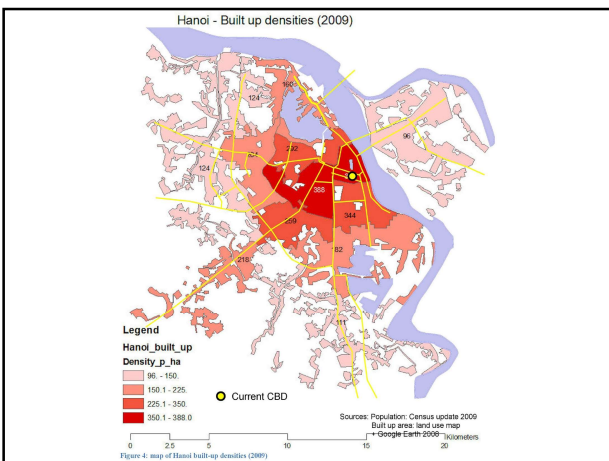 Hanoi - Built up densities (2009)
160
124
96
292
124
388
344
299
82
218
111
Legend
Hanoi_built_up
Density_p_ha
96. - 150.
150.1 - 225.
225.1 - 350.
350.1 - 388.0
Current CBD
Sources: Population: Census update 2009
Built up area: land use map
+ Google Earth 2008
0 2.5 5 10 15 20
Kilometers
Figure 4: map of Hanoi built-up densities (2009)